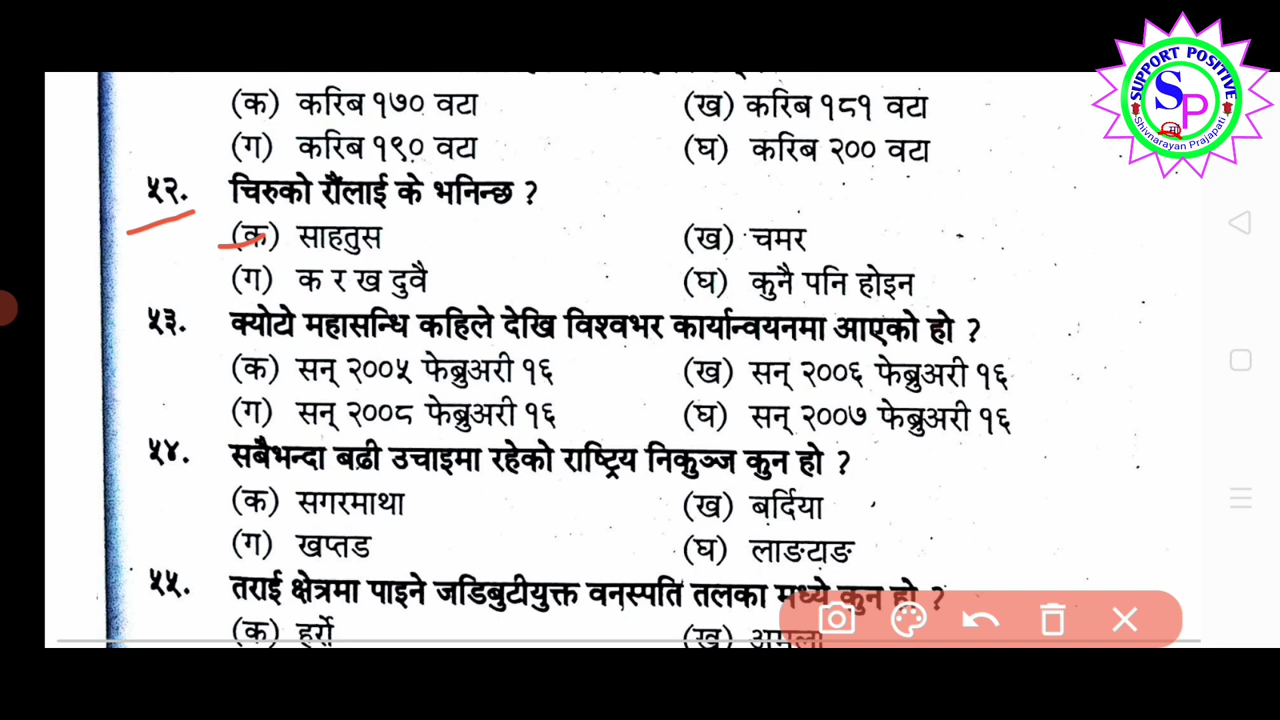 (क) करिब १७० वटा (ख) करिब १८१ वटा
(ग) करिब १९० वटा (घ) करिब २०० वटा
५२. चिरुको रौंलाई के भनिन्छ ?
(क) साहतुस (ख) चमर
(ग) क र ख दुवै (घ) कुनै पनि होइन
५३. क्योटो महासन्धि कहिले देखि विश्वभर कार्यान्वयनमा आएको हो ?
(क) सन् २००५ फेब्रुअरी १६ (ख) सन् २००६ फेब्रुअरी १६
(ग) सन् २००८ फेब्रुअरी १६ (घ) सन् २००७ फेब्रुअरी १६
५४. सबैभन्दा बढी उचाइमा रहेको राष्ट्रिय निकुञ्ज कुन हो ?
(क) सगरमाथा (ख) बर्दिया
(ग) खप्तड (घ) लाङटाङ
५५. तराई क्षेत्रमा पाइने जडिबुटीयुक्त वनस्पति तलका मध्ये कुन हो ?
(क) हर्रो (ख) अमला
SUPPORT POSITIVE
S P
माँ
Shivnarayan Prajapati